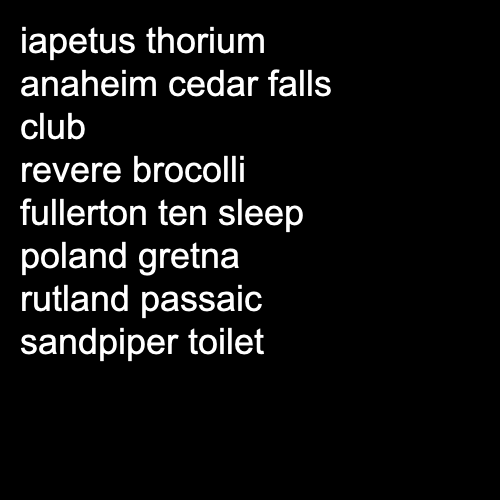 iapetus thorium
anaheim cedar falls
club
revere brocolli
fullerton ten sleep
poland gretna
rutland passaic
sandpiper toilet